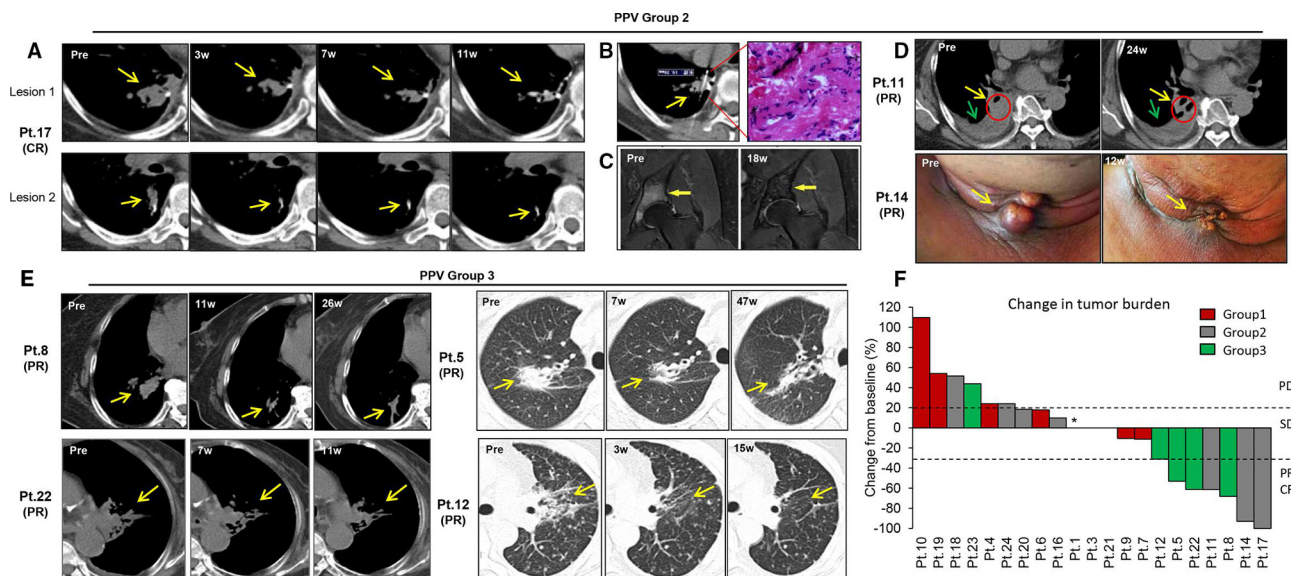 PPV Group 2
A
Pre
3w
7w
11w
Lesion 1
Pt.17
(CR)
Lesion 2
B
C
Pre
18w
D
Pre
24w
Pt.11
(PR)
Pre
12w
Pt.14
(PR)
PPV Group 3
E
Pre
11w
26w
Pt.8
(PR)
Pre
7w
11w
Pt.22
(PR)
Pre
7w
47w
Pt.5
(PR)
Pre
3w
15w
Pt.12
(PR)
F
Change in tumor burden
Group1
Group2
Group3
Change from baseline (%)
120
100
80
60
40
20
0
-20
-40
-60
-80
-100
*
PD
SD
PR
CR
Pt.10
Pt.19
Pt.18
Pt.23
Pt.4
Pt.24
Pt.20
Pt.6
Pt.16
Pt.1
Pt.3
Pt.21
Pt.9
Pt.7
Pt.12
Pt.5
Pt.22
Pt.11
Pt.8
Pt.14
Pt.17